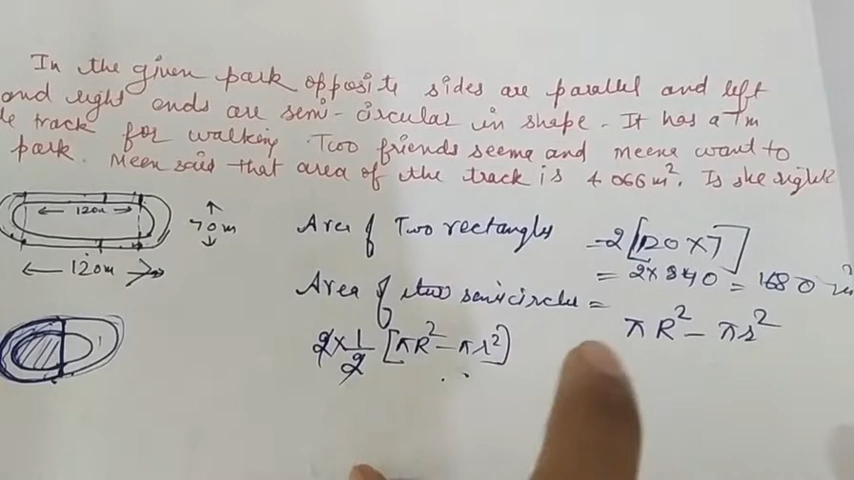 In the given park opposite sides are parallel and left
and right ends are semi-circular in shape. It has a 7m
track for walking. Two friends seema and meena want to
park. Meen said that area of the track is 4066m². Is she right
120m
70m
120m
Area of Two rectangles = 2[120×7]
= 2×840 = 1680 m²
Area of two semicircles = πR² - πr²
2×1/2 [πR² - πr²]